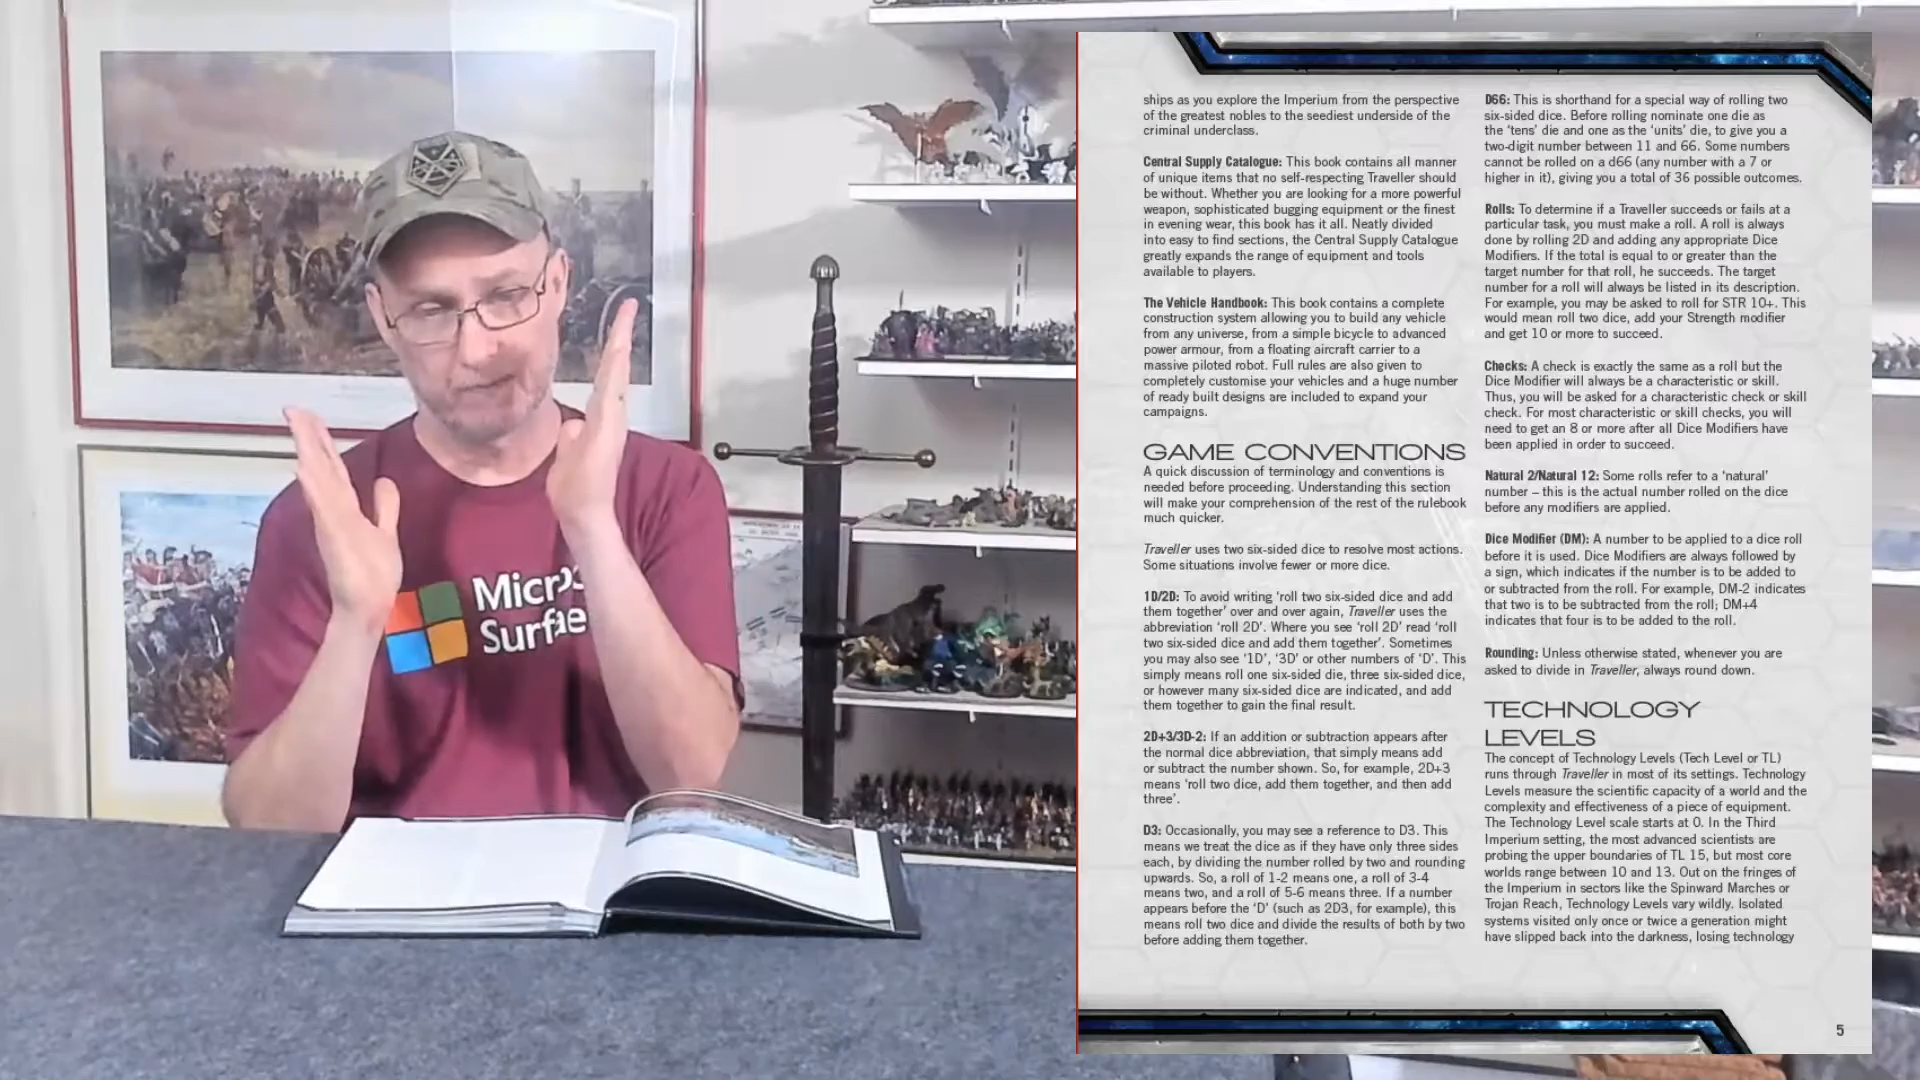 Micros
Surface
ships as you explore the Imperium from the perspective
of the greatest nobles to the seediest underside of the
criminal underclass.
Central Supply Catalogue: This book contains all manner
of unique items that no self-respecting Traveller should
be without. Whether you are looking for a more powerful
weapon, sophisticated bugging equipment or the finest
in evening wear, this book has it all. Neatly divided
into easy to find sections, the Central Supply Catalogue
greatly expands the range of equipment and tools
available to players.
The Vehicle Handbook: This book contains a complete
construction system allowing you to build any vehicle
from any universe, from a simple bicycle to advanced
power armour, from a floating aircraft carrier to a
massive piloted robot. Full rules are also given to
completely customise your vehicles and a huge number
of ready built designs are included to expand your
campaigns.
GAME CONVENTIONS
A quick discussion of terminology and conventions is
needed before proceeding. Understanding this section
will make your comprehension of the rest of the rulebook
much quicker.
Traveller uses two six-sided dice to resolve most actions.
Some situations involve fewer or more dice.
1D/2D: To avoid writing ‘roll two six-sided dice and add
them together’ over and over again, Traveller uses the
abbreviation ‘roll 2D’. Where you see ‘roll 2D’ read ‘roll
two six-sided dice and add them together’. Sometimes
you may also see ‘1D’, ‘3D’ or other numbers of ‘D’. This
simply means roll one six-sided die, three six-sided dice,
or however many six-sided dice are indicated, and add
them together to gain the final result.
2D+3/3D-2: If an addition or subtraction appears after
the normal dice abbreviation, that simply means add
or subtract the number shown. So, for example, 2D+3
means ‘roll two dice, add them together, and then add
three’.
D3: Occasionally, you may see a reference to D3. This
means we treat the dice as if they have only three sides
each, by dividing the number rolled by two and rounding
upwards. So, a roll of 1-2 means one, a roll of 3-4
means two, and a roll of 5-6 means three. If a number
appears before the ‘D’ (such as 2D3, for example), this
means roll two dice and divide the results of both by two
before adding them together.
D66: This is shorthand for a special way of rolling two
six-sided dice. Before rolling nominate one die as
the ‘tens’ die and one as the ‘units’ die, to give you a
two-digit number between 11 and 66. Some numbers
cannot be rolled on a d66 (any number with a 7 or
higher in it), giving you a total of 36 possible outcomes.
Rolls: To determine if a Traveller succeeds or fails at a
particular task, you must make a roll. A roll is always
done by rolling 2D and adding any appropriate Dice
Modifiers. If the total is equal to or greater than the
target number for that roll, he succeeds. The target
number for a roll will always be listed in its description.
For example, you may be asked to roll for STR 10+. This
would mean roll two dice, add your Strength modifier
and get 10 or more to succeed.
Checks: A check is exactly the same as a roll but the
Dice Modifier will always be a characteristic or skill.
Thus, you will be asked for a characteristic check or skill
check. For most characteristic or skill checks, you will
need to get an 8 or more after all Dice Modifiers have
been applied in order to succeed.
Natural 2/Natural 12: Some rolls refer to a ‘natural’
number – this is the actual number rolled on the dice
before any modifiers are applied.
Dice Modifier (DM): A number to be applied to a dice roll
before it is used. Dice Modifiers are always followed by
a sign, which indicates if the number is to be added to
or subtracted from the roll. For example, DM-2 indicates
that two is to be subtracted from the roll; DM+4
indicates that four is to be added to the roll.
Rounding: Unless otherwise stated, whenever you are
asked to divide in Traveller, always round down.
TECHNOLOGY
LEVELS
The concept of Technology Levels (Tech Level or TL)
runs through Traveller in most of its settings. Technology
Levels measure the scientific capacity of a world and the
complexity and effectiveness of a piece of equipment.
The Technology Level scale starts at 0. In the Third
Imperium setting, the most advanced scientists are
probing the upper boundaries of TL 15, but most core
worlds range between 10 and 13. Out on the fringes of
the Imperium in sectors like the Spinward Marches or
Trojan Reach, Technology Levels vary wildly. Isolated
systems visited only once or twice a generation might
have slipped back into the darkness, losing technology
5